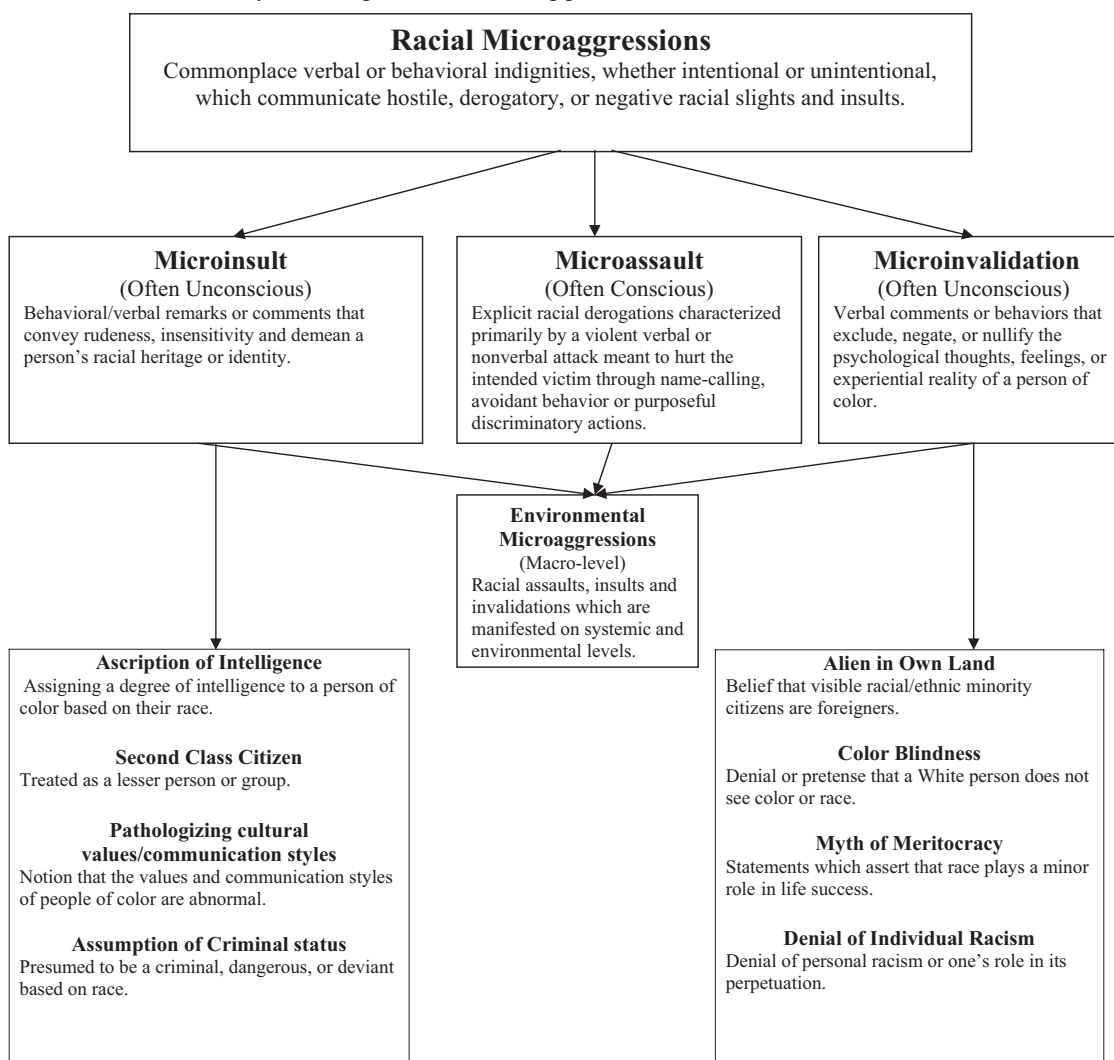 Racial Microaggressions
Commonplace verbal or behavioral indignities, whether intentional or unintentional,
which communicate hostile, derogatory, or negative racial slights and insults.
Microinsult
(Often Unconscious)
Behavioral/verbal remarks or comments that
convey rudeness, insensitivity and demean a
person's racial heritage or identity.
Microassault
(Often Conscious)
Explicit racial derogations characterized
primarily by a violent verbal or
nonverbal attack meant to hurt the
intended victim through name-calling,
avoidant behavior or purposeful
discriminatory actions.
Microinvalidation
(Often Unconscious)
Verbal comments or behaviors that
exclude, negate, or nullify the
psychological thoughts, feelings, or
experiential reality of a person of
color.
Environmental
Microaggressions
(Macro-level)
Racial assaults, insults and
invalidations which are
manifested on systemic and
environmental levels.
Ascription of Intelligence
Assigning a degree of intelligence to a person of
color based on their race.
Second Class Citizen
Treated as a lesser person or group.
Pathologizing cultural
values/communication styles
Notion that the values and communication styles
of people of color are abnormal.
Assumption of Criminal status
Presumed to be a criminal, dangerous, or deviant
based on race.
Alien in Own Land
Belief that visible racial/ethnic minority
citizens are foreigners.
Color Blindness
Denial or pretense that a White person does not
see color or race.
Myth of Meritocracy
Statements which assert that race plays a minor
role in life success.
Denial of Individual Racism
Denial of personal racism or one's role in its
perpetuation.